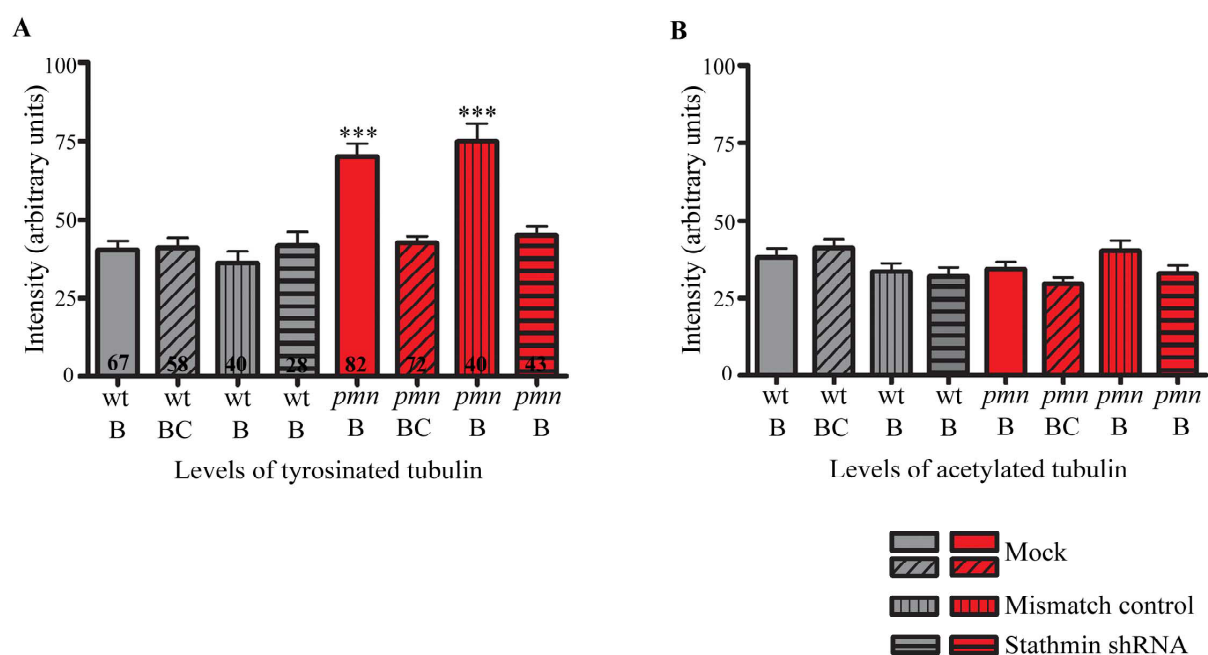 A
Intensity (arbitrary units)
100
75
50
25
0
***
***
67 58 40 28 82 72 40 43
wt wt wt wt pmn pmn pmn pmn
B BC B B B BC B B
Levels of tyrosinated tubulin
B
Intensity (arbitrary units)
100
75
50
25
0
wt wt wt wt pmn pmn pmn pmn
B BC B B B BC B B
Levels of acetylated tubulin
Mock
Mismatch control
Stathmin shRNA